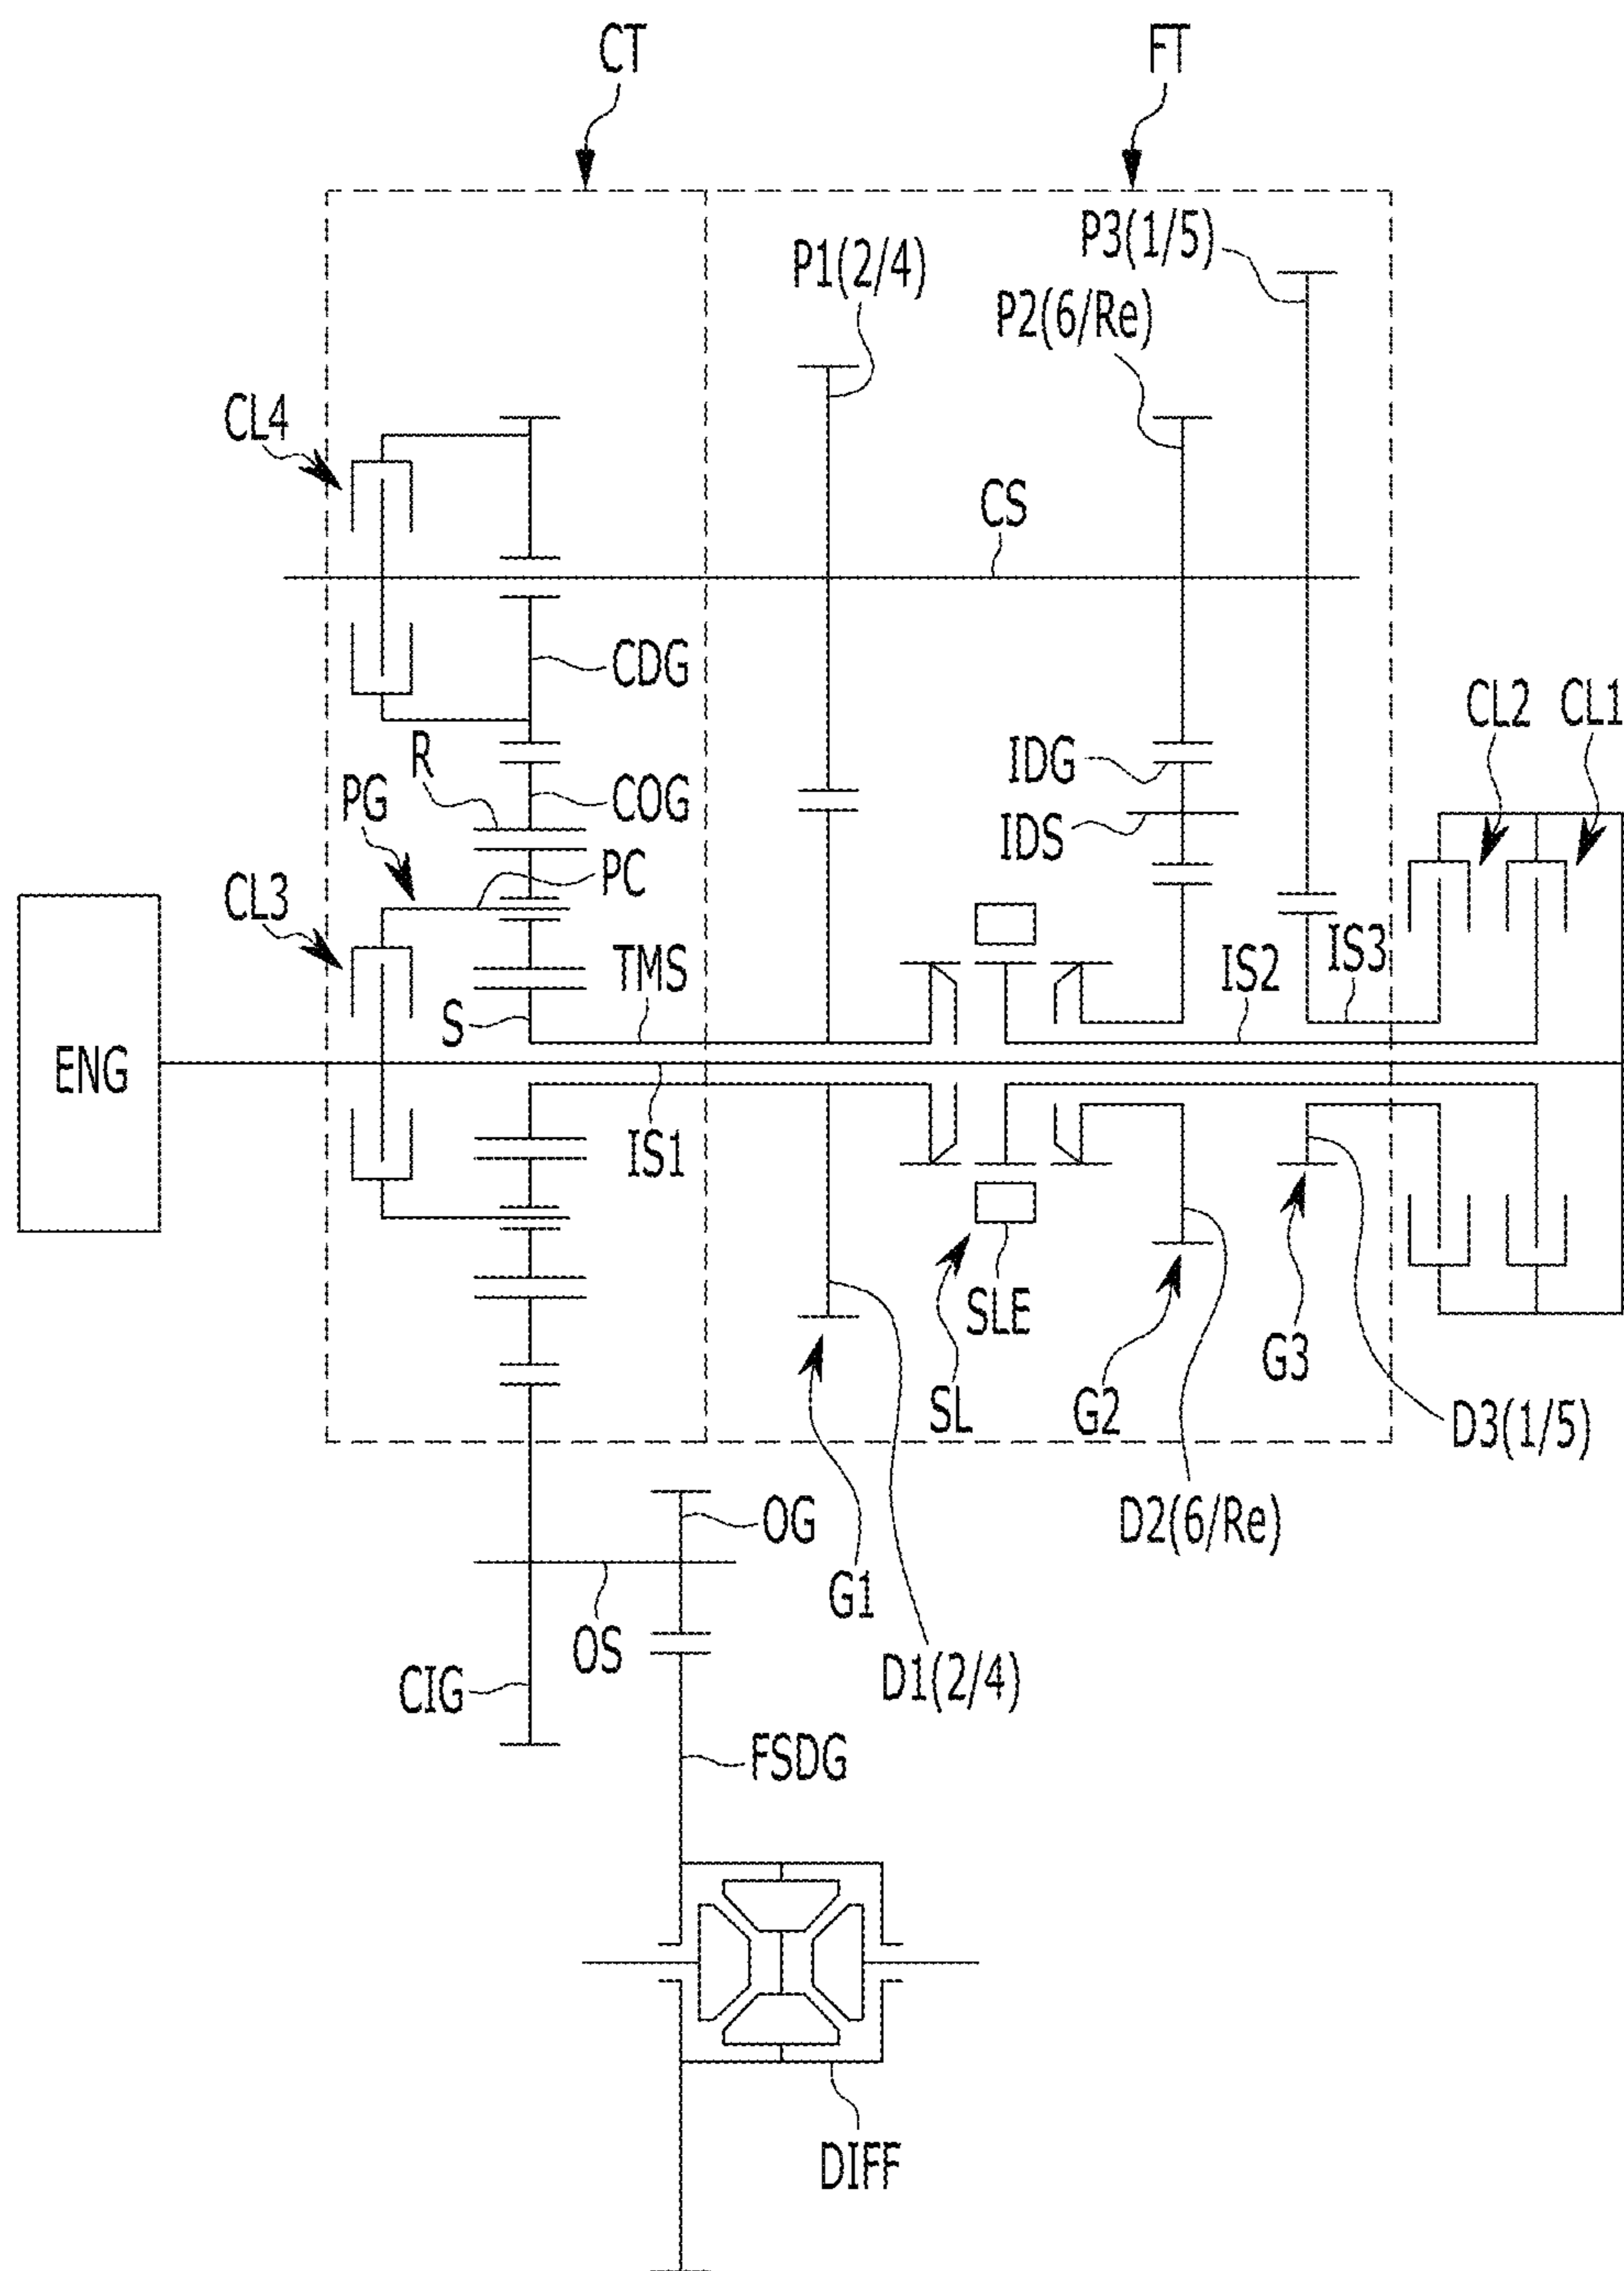 CT
FT
P3(1/5)
P1(2/4)
P2(6/Re)
CL4
CS
CDG
CL2
CL1
R
IDG
PG
COG
IDS
PC
CL3
TMS
IS2
IS3
S
ENG
IS1
SLE
G3
SL
G2
D3(1/5)
OG
D2(6/Re)
G1
OS
D1(2/4)
CIG
FSDG
DIFF